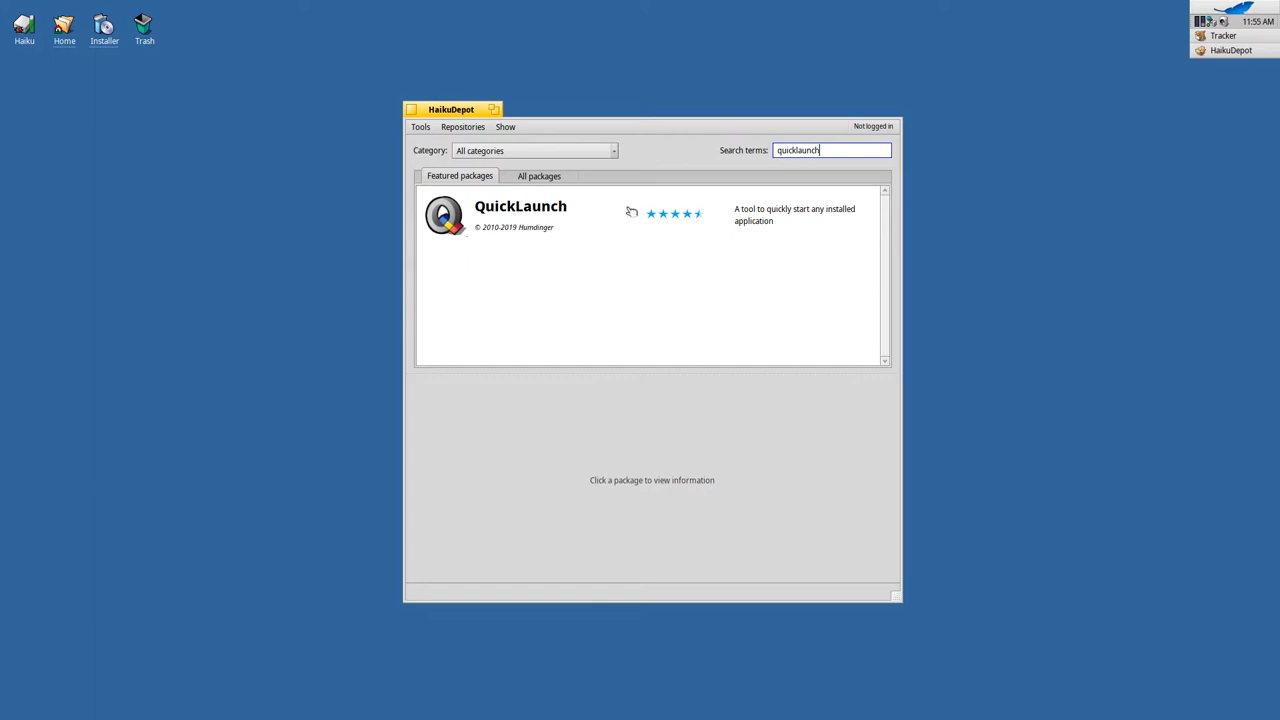 Haiku
Home
Installer
Trash
11:55 AM
Tracker
HaikuDepot
HaikuDepot
Tools
Repositories
Show
Not logged in
Category:
All categories
Search terms:
quicklaunch
Featured packages
All packages
QuickLaunch
© 2010-2019 Humdinger
A tool to quickly start any installed
application
Click a package to view information